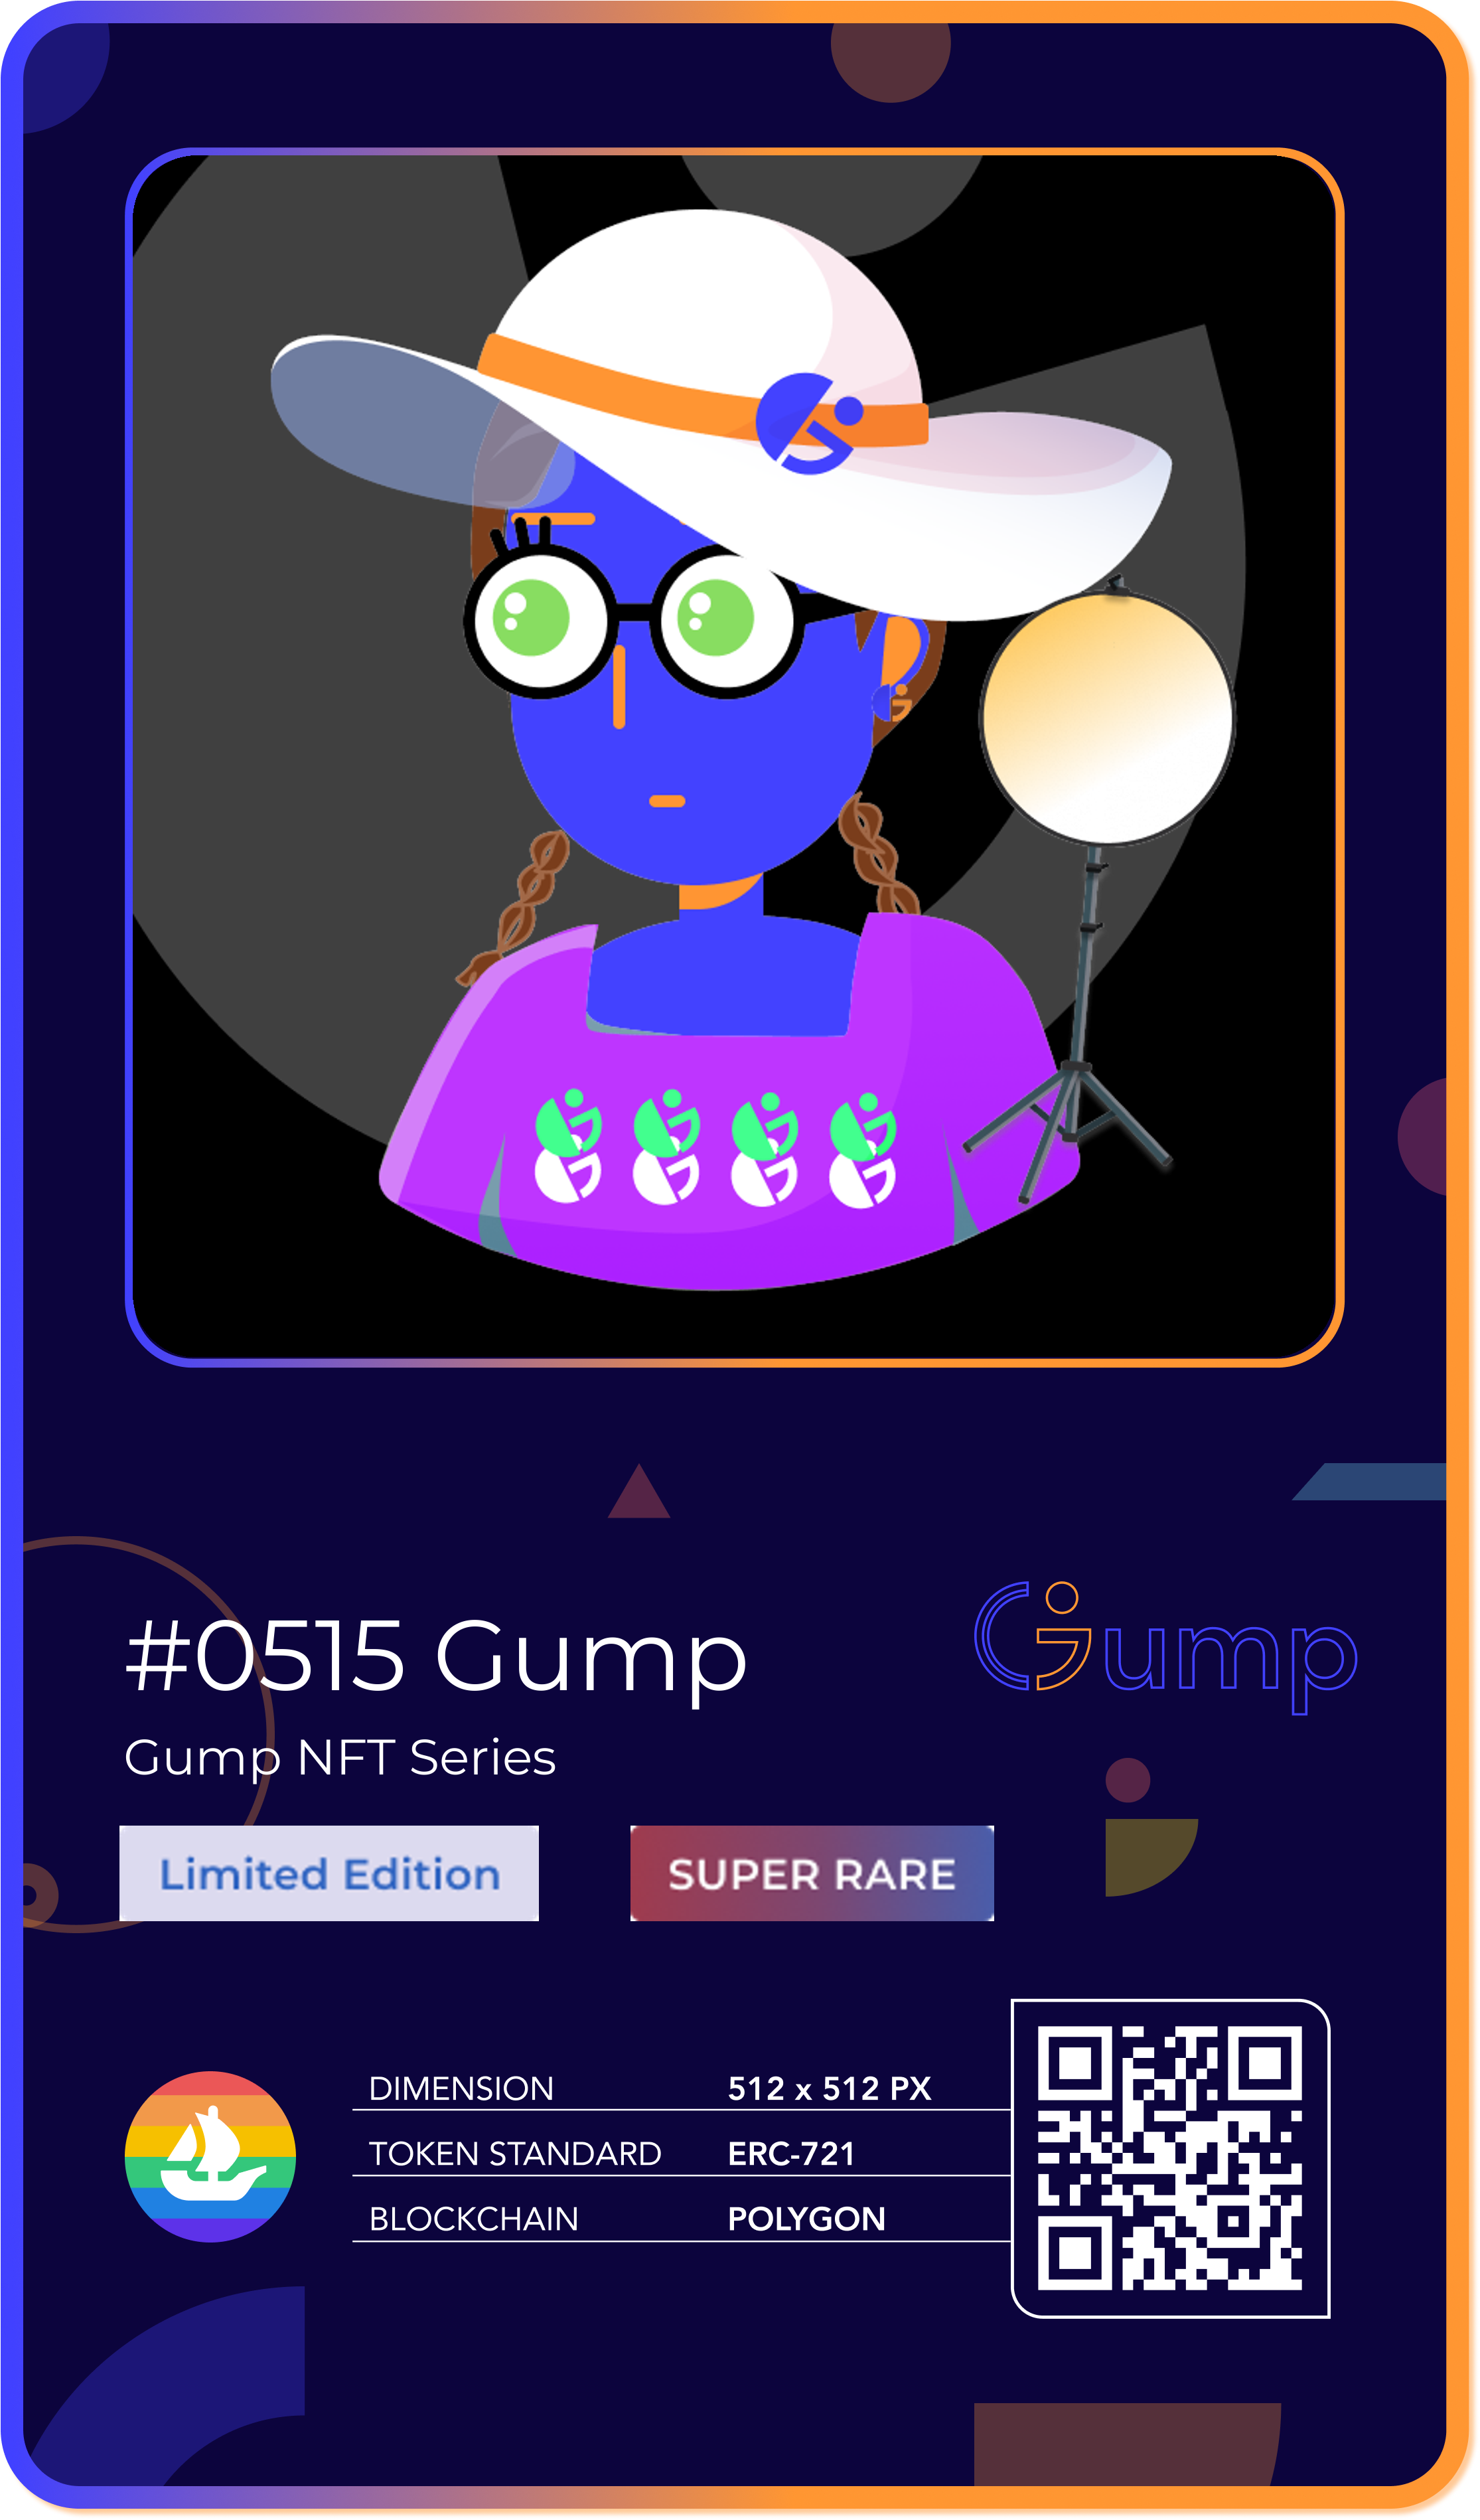 #0515 Gump
Gump
Gump NFT Series
Limited Edition
SUPER RARE
DIMENSION 512 x 512 PX
TOKEN STANDARD ERC-721
BLOCKCHAIN POLYGON